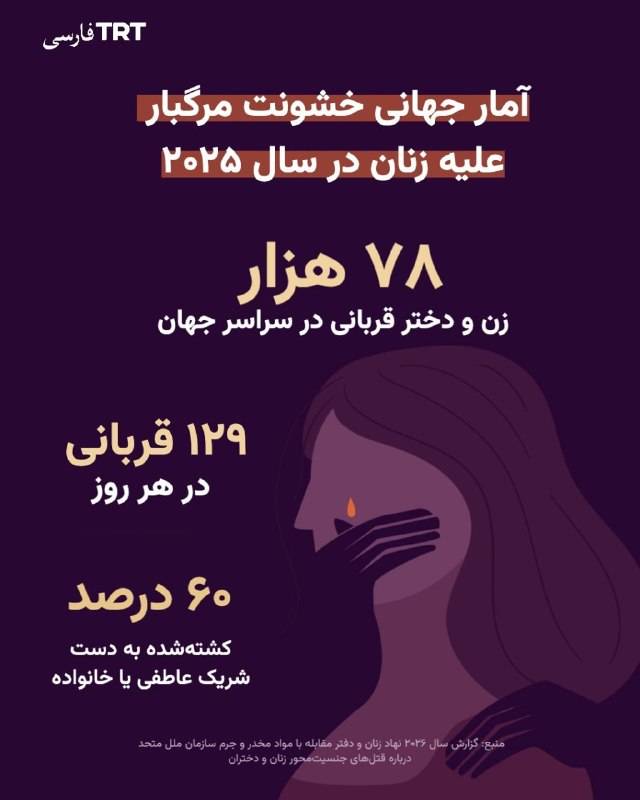 TRT فارسی
آمار جهانی خشونت مرگبار
علیه زنان در سال ۲۰۲۵
۷۸ هزار
زن و دختر قربانی در سراسر جهان
۱۲۹ قربانی
در هر روز
۶۰ درصد
کشته‌شده به دست
شریک عاطفی یا خانواده
منبع: گزارش سال ۲۰۲۶ نهاد زنان و دفتر مقابله با مواد مخدر و جرم سازمان ملل متحد
درباره قتل‌های جنسیت‌محور زنان و دختران